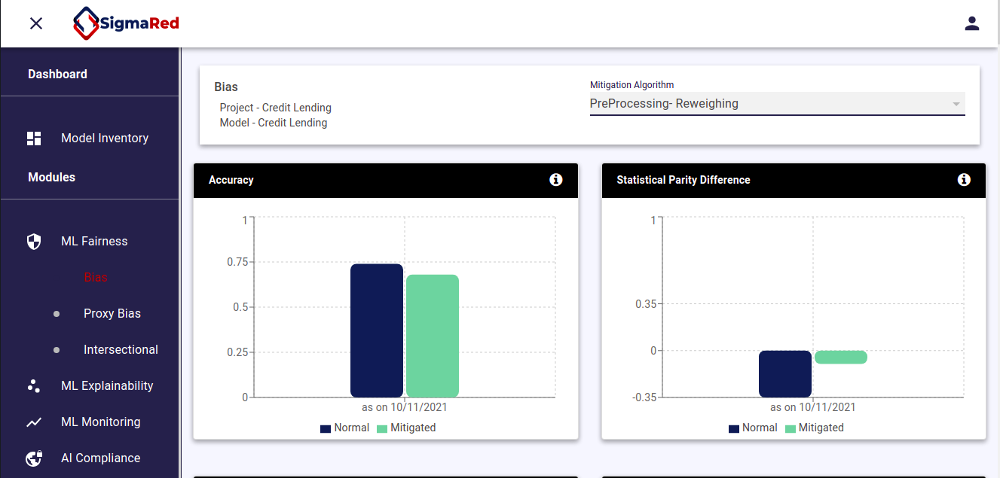 SigmaRed
Dashboard
Model Inventory
Modules
ML Fairness
Bias
Proxy Bias
Intersectional
ML Explainability
ML Monitoring
AI Compliance
Bias
Project - Credit Lending
Model - Credit Lending
Mitigation Algorithm
PreProcessing- Reweighing
Accuracy
1
0.75
0.5
0.25
0
as on 10/11/2021
Normal Mitigated
Statistical Parity Difference
1
0.35
0
-0.35
as on 10/11/2021
Normal Mitigated